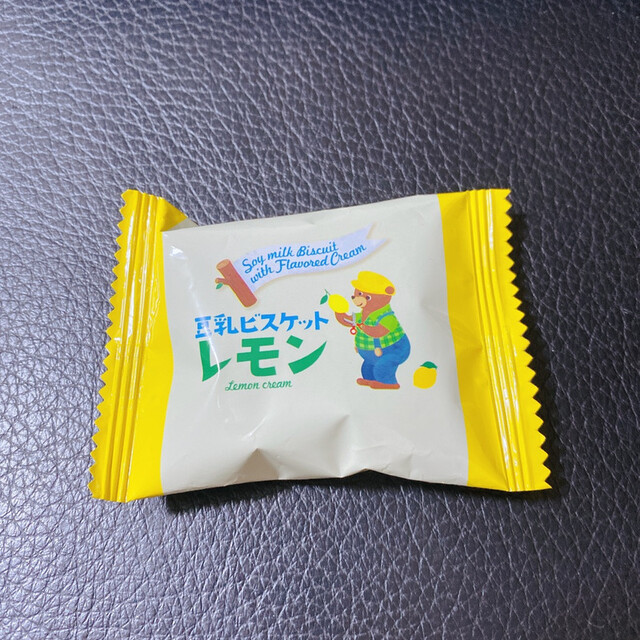 Soy milk Biscuit
with Flavored Cream
豆乳ビスケット
レモン
Lemon cream